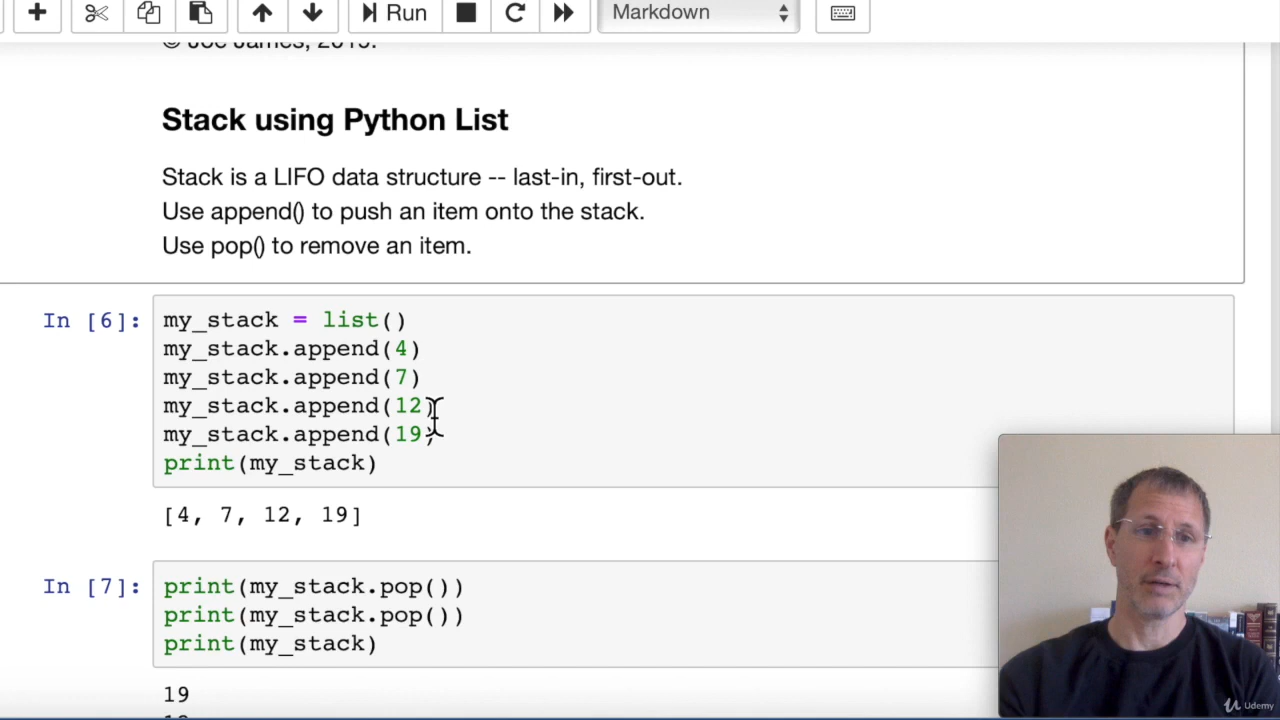 Run
Markdown
© Joe James, 2019.
Stack using Python List
Stack is a LIFO data structure -- last-in, first-out.
Use append() to push an item onto the stack.
Use pop() to remove an item.
In [6]:
my_stack = list()
my_stack.append(4)
my_stack.append(7)
my_stack.append(12)
my_stack.append(19)
print(my_stack)
[4, 7, 12, 19]
In [7]:
print(my_stack.pop())
print(my_stack.pop())
print(my_stack)
19
Udemy